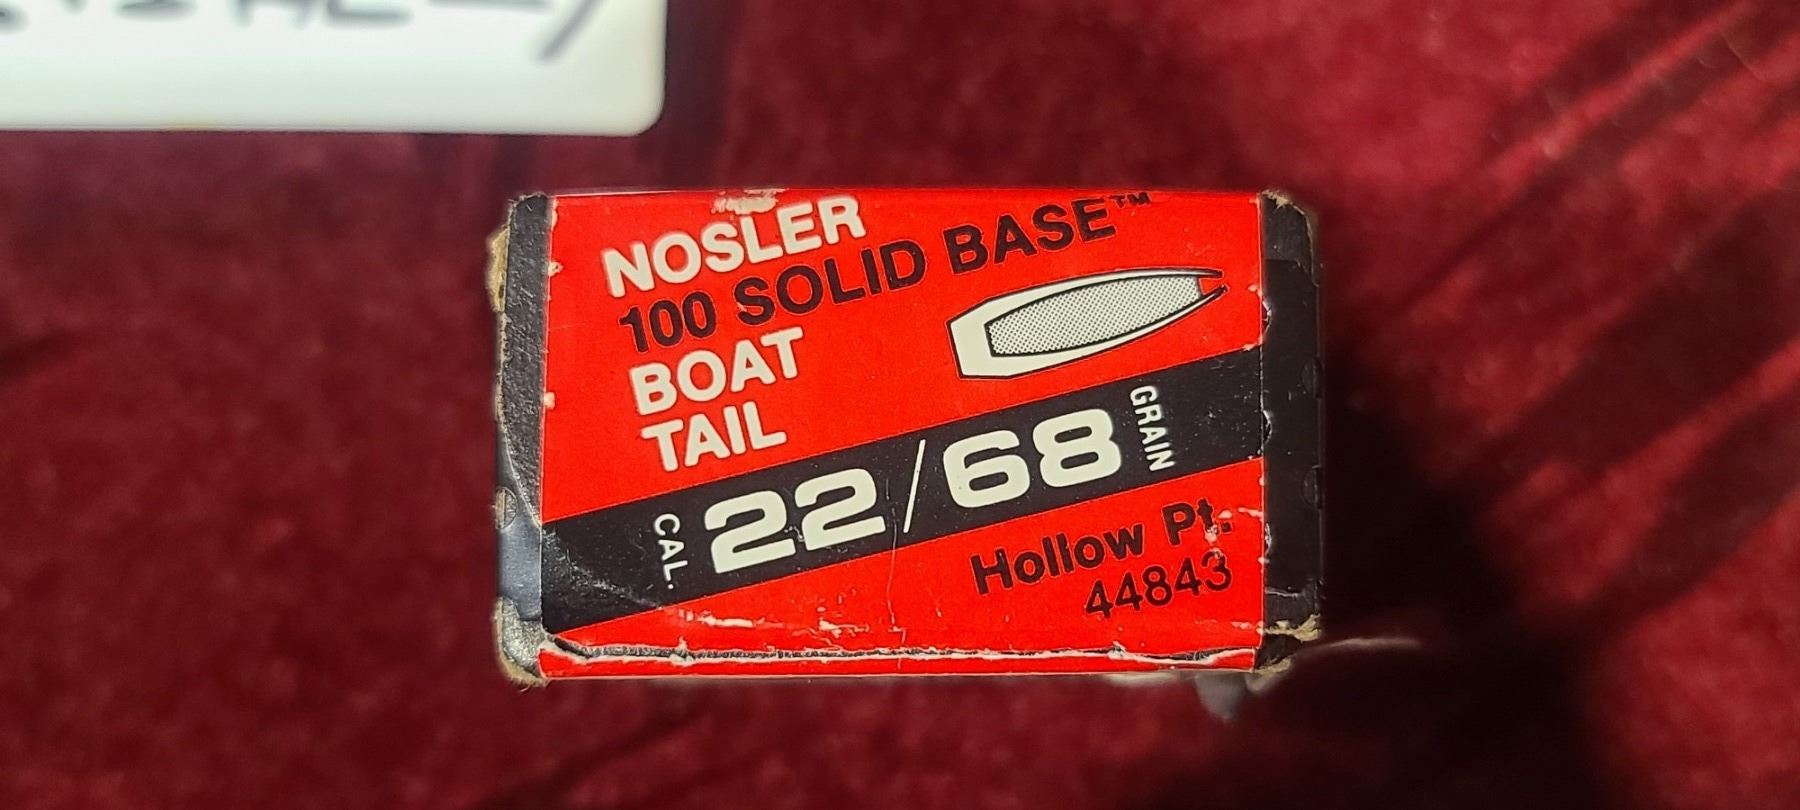 NOSLER
100 SOLID BASE™
BOAT
TAIL
CAL. 22/68 GRAIN
Hollow Pt.
44843